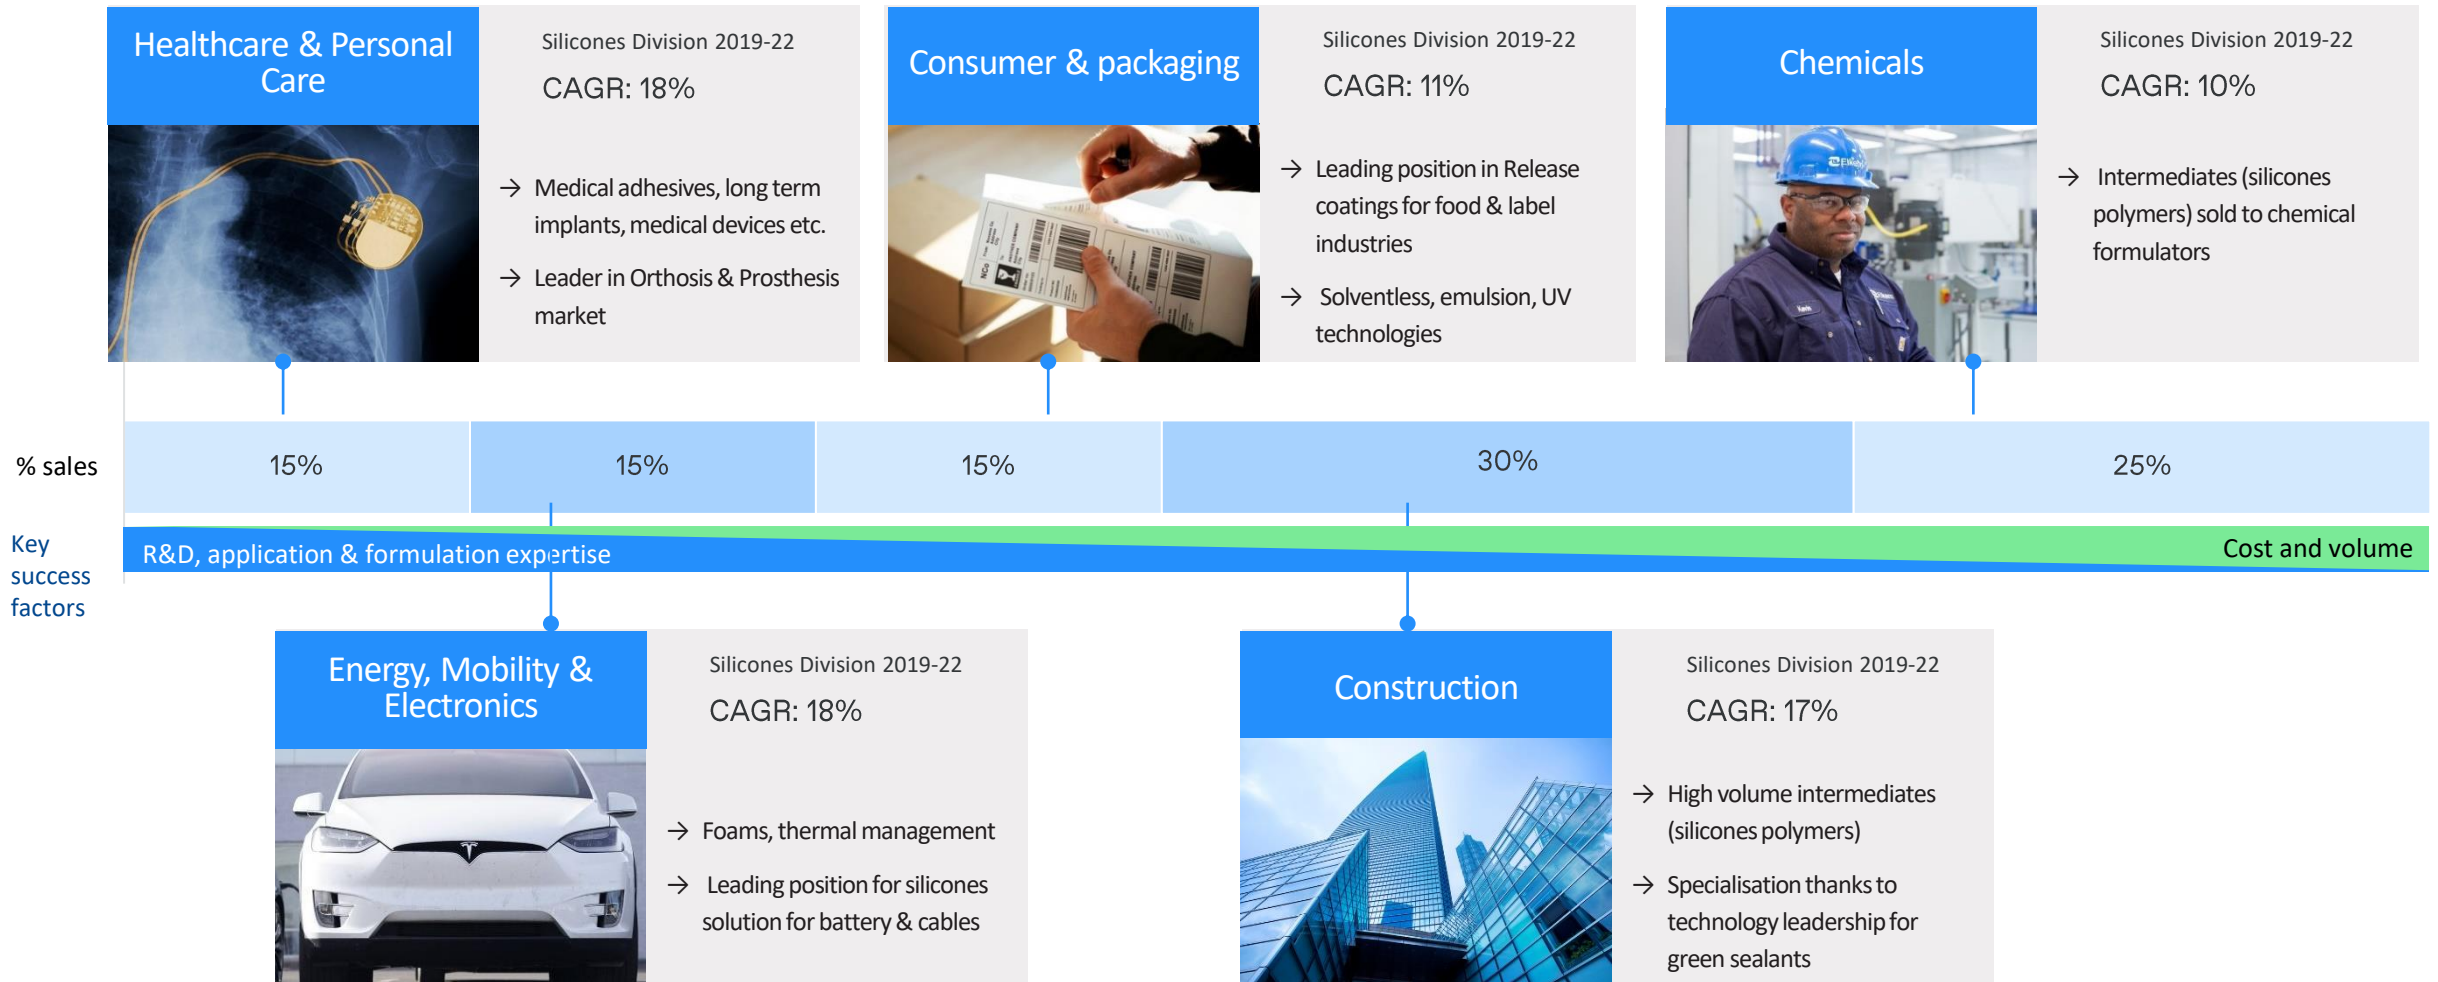 Healthcare & Personal
Care
Silicones Division 2019-22
CAGR: 18%
→ Medical adhesives, long term
implants, medical devices etc.
→ Leader in Orthosis & Prosthesis
market
Consumer & packaging
Silicones Division 2019-22
CAGR: 11%
→ Leading position in Release
coatings for food & label
industries
→ Solventless, emulsion, UV
technologies
NGo
Chemicals
Silicones Division 2019-22
CAGR: 10%
→ Intermediates (silicones
polymers) sold to chemical
formulators
Kevin
% sales
15%
15%
15%
30%
25%
Key
success
factors
R&D, application & formulation expertise
Cost and volume
Energy, Mobility &
Electronics
Silicones Division 2019-22
CAGR: 18%
→ Foams, thermal management
→ Leading position for silicones
solution for battery & cables
Construction
Silicones Division 2019-22
CAGR: 17%
→ High volume intermediates
(silicones polymers)
→ Specialisation thanks to
technology leadership for
green sealants